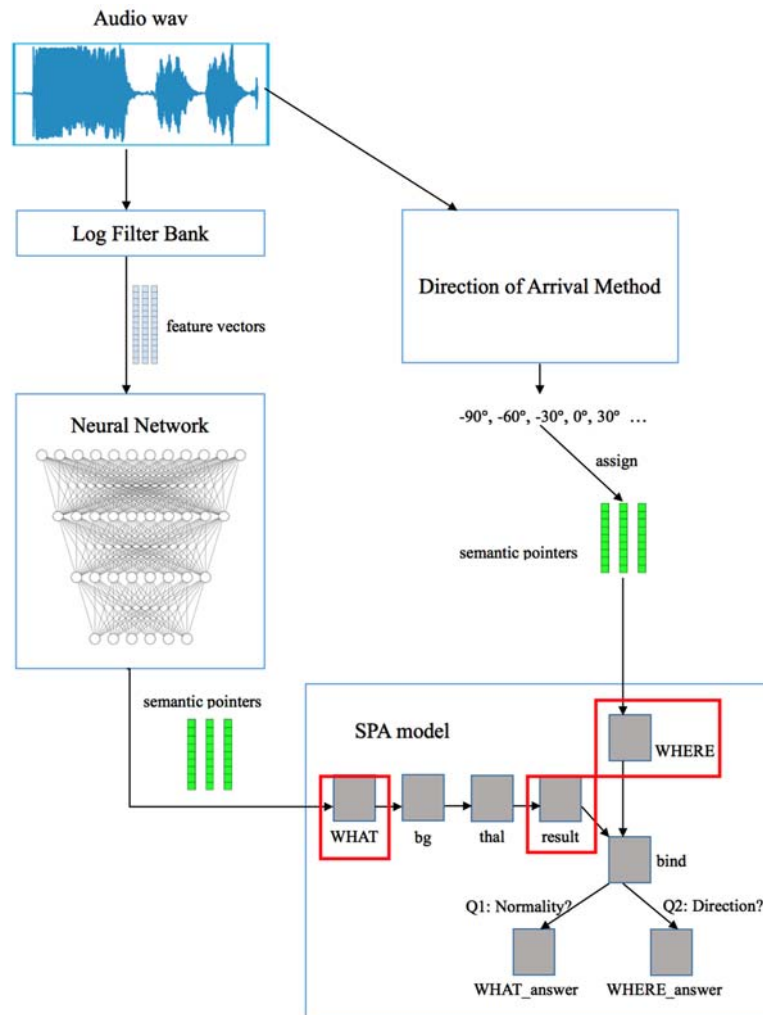 Audio wav
Log Filter Bank
feature vectors
Neural Network
semantic pointers
Direction of Arrival Method
-90°, -60°, -30°, 0°, 30° ...
assign
semantic pointers
SPA model
WHERE
WHAT
bg
thal
result
bind
Q1: Normality?
Q2: Direction?
WHAT_answer
WHERE_answer